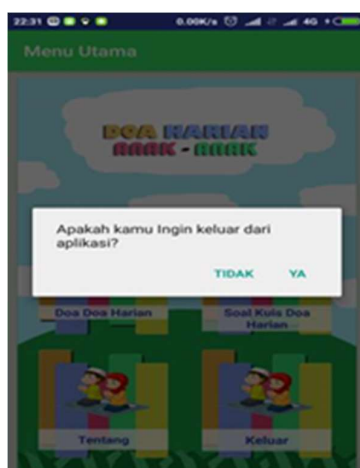 22:31 0.00K/s 4G
Menu Utama
DOA HARIAN
ANAK - ANAK
Apakah kamu Ingin keluar dari
aplikasi?
TIDAK YA
Doa Doa Harian Soal Kuis Doa
Harian
Tentang Keluar